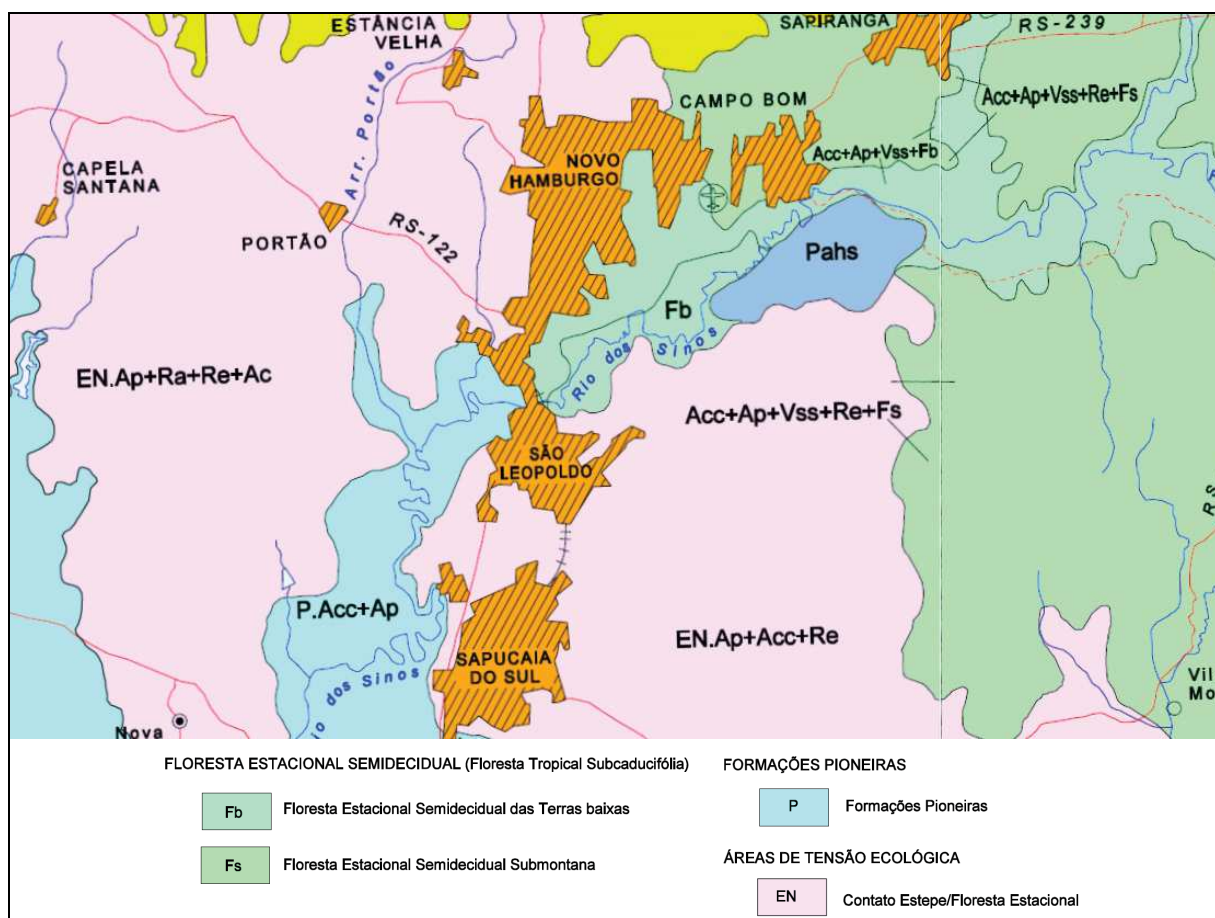 ESTÂNCIA
VELHA
SAPIRANGA
RS-239
Arr. Portão
CAMPO BOM
Acc+Ap+Vss+Re+Fs
Acc+Ap+Vss+Fb
NOVO
HAMBURGO
CAPELA
SANTANA
PORTÃO
RS-122
Pahs
Fb
Rio dos Sinos
EN.Ap+Ra+Re+Ac
Acc+Ap+Vss+Re+Fs
SÃO
LEOPOLDO
P.Acc+Ap
EN.Ap+Acc+Re
SAPUCAIA
DO SUL
dos Sinos
RS
Vil
Mo
Nova
FLORESTA ESTACIONAL SEMIDECIDUAL (Floresta Tropical Subcaducifólia)
Fb Floresta Estacional Semidecidual das Terras baixas
Fs Floresta Estacional Semidecidual Submontana
FORMAÇÕES PIONEIRAS
P Formações Pioneiras
ÁREAS DE TENSÃO ECOLÓGICA
EN Contato Estepe/Floresta Estacional